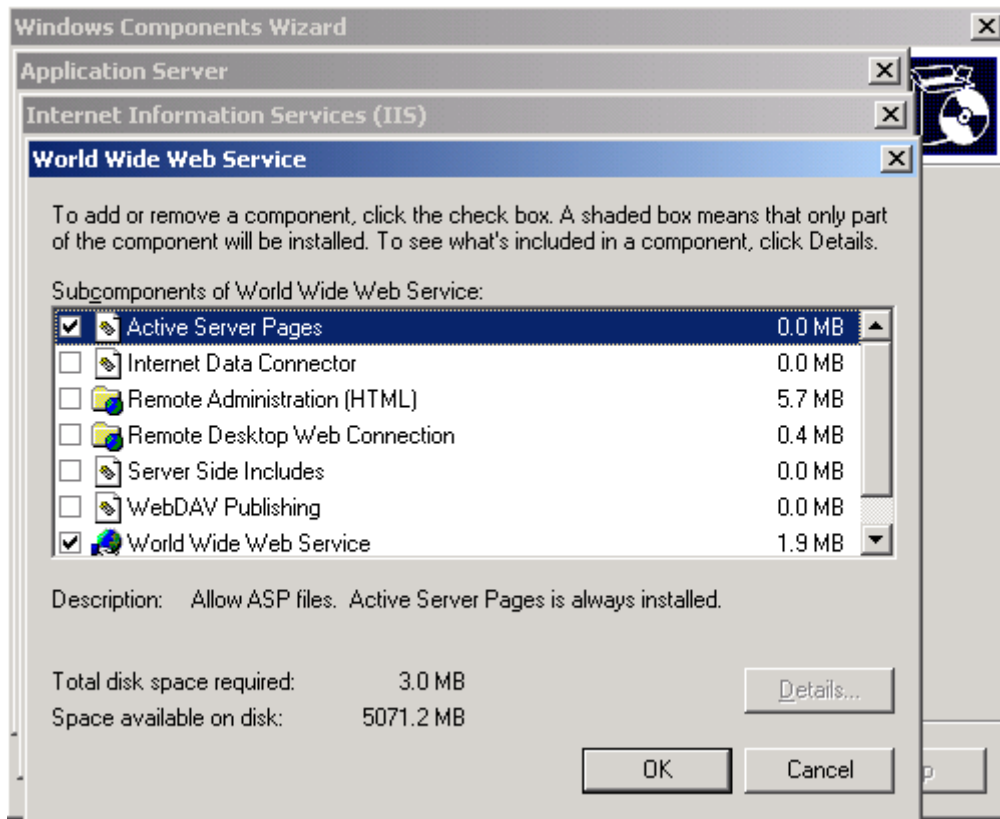 Windows Components Wizard
Application Server
Internet Information Services (IIS)
World Wide Web Service
To add or remove a component, click the check box. A shaded box means that only part
of the component will be installed. To see what's included in a component, click Details.
Subcomponents of World Wide Web Service:
Active Server Pages 0.0 MB
Internet Data Connector 0.0 MB
Remote Administration (HTML) 5.7 MB
Remote Desktop Web Connection 0.4 MB
Server Side Includes 0.0 MB
WebDAV Publishing 0.0 MB
World Wide Web Service 1.9 MB
Description: Allow ASP files. Active Server Pages is always installed.
Total disk space required: 3.0 MB
Details...
Space available on disk: 5071.2 MB
OK Cancel